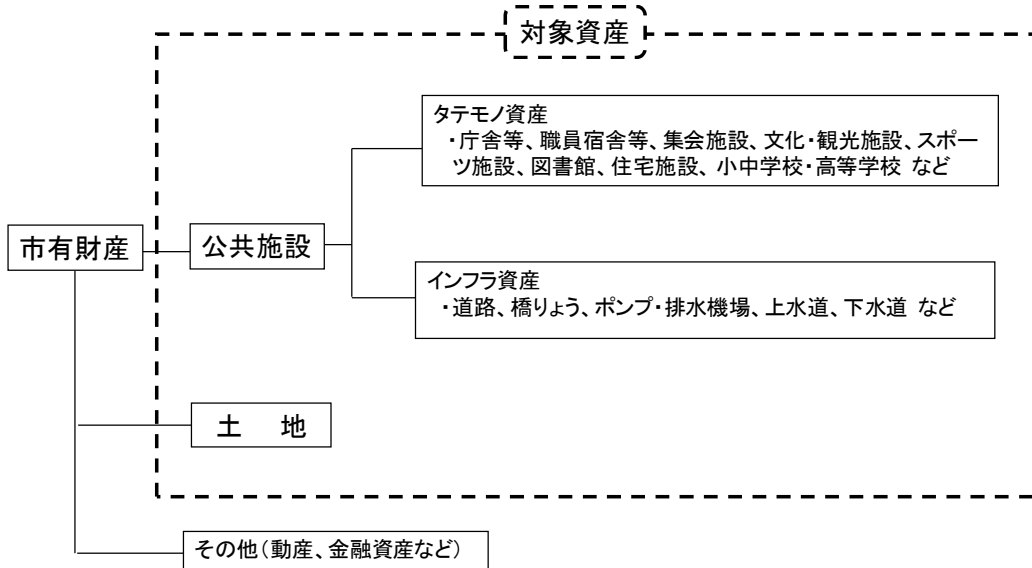 対象資産
タテモノ資産
・庁舎等、職員宿舎等、集会施設、文化・観光施設、スポー
ツ施設、図書館、住宅施設、小中学校・高等学校 など
市有財産
公共施設
インフラ資産
・道路、橋りょう、ポンプ・排水機場、上水道、下水道 など
土 地
その他(動産、金融資産など)